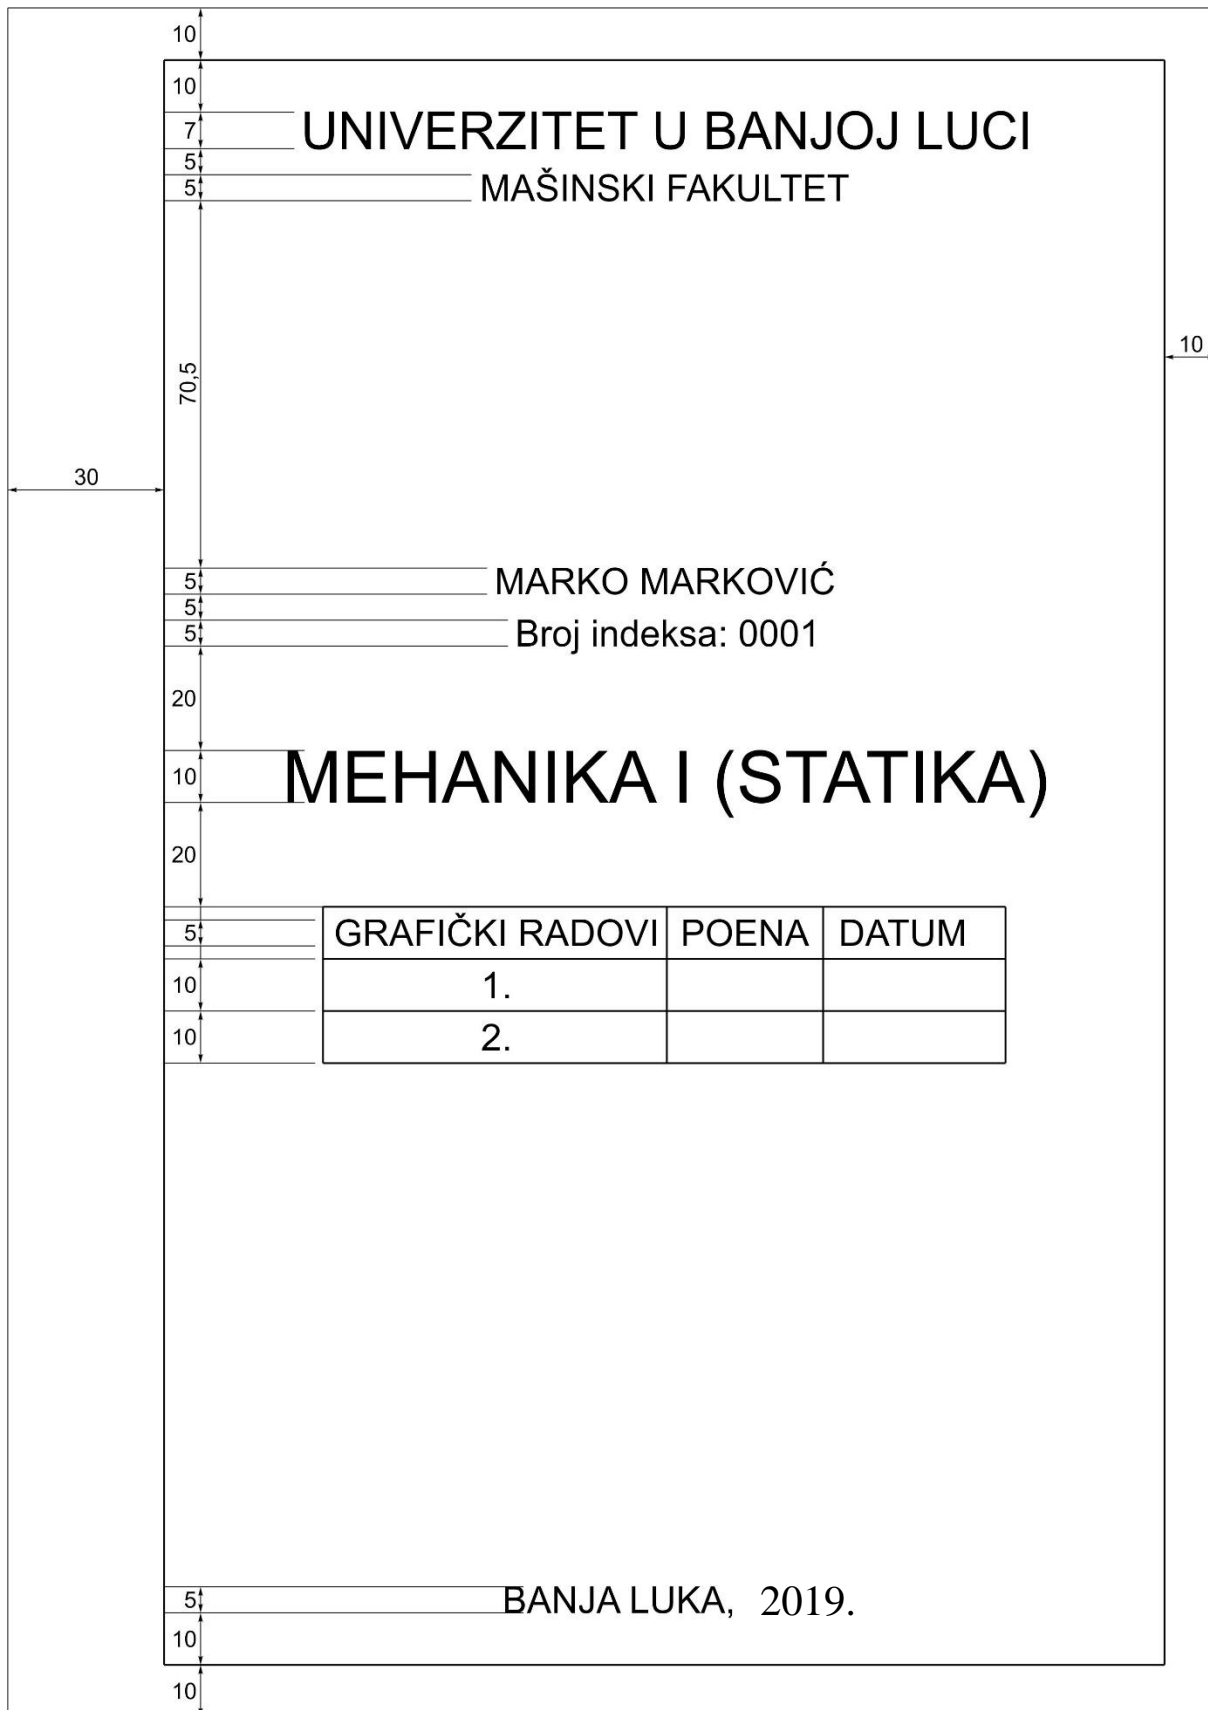 10
10
7 UNIVERZITET U BANJOJ LUCI
5
5 MAŠINSKI FAKULTET
10
70,5
30
5 MARKO MARKOVIĆ
5
5 Broj indeksa: 0001
20
10 MEHANIKA I (STATIKA)
20
5 GRAFIČKI RADOVI POENA DATUM
10 1.
10 2.
5 BANJA LUKA, 2019.
10
10